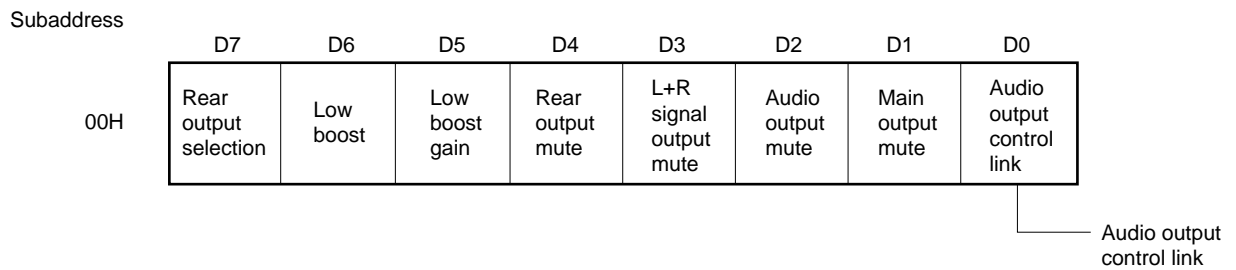 Subaddress
D7 D6 D5 D4 D3 D2 D1 D0
00H
Rear
output
selection
Low
boost
Low
boost
gain
Rear
output
mute
L+R
signal
output
mute
Audio
output
mute
Main
output
mute
Audio
output
control
link
Audio output
control link